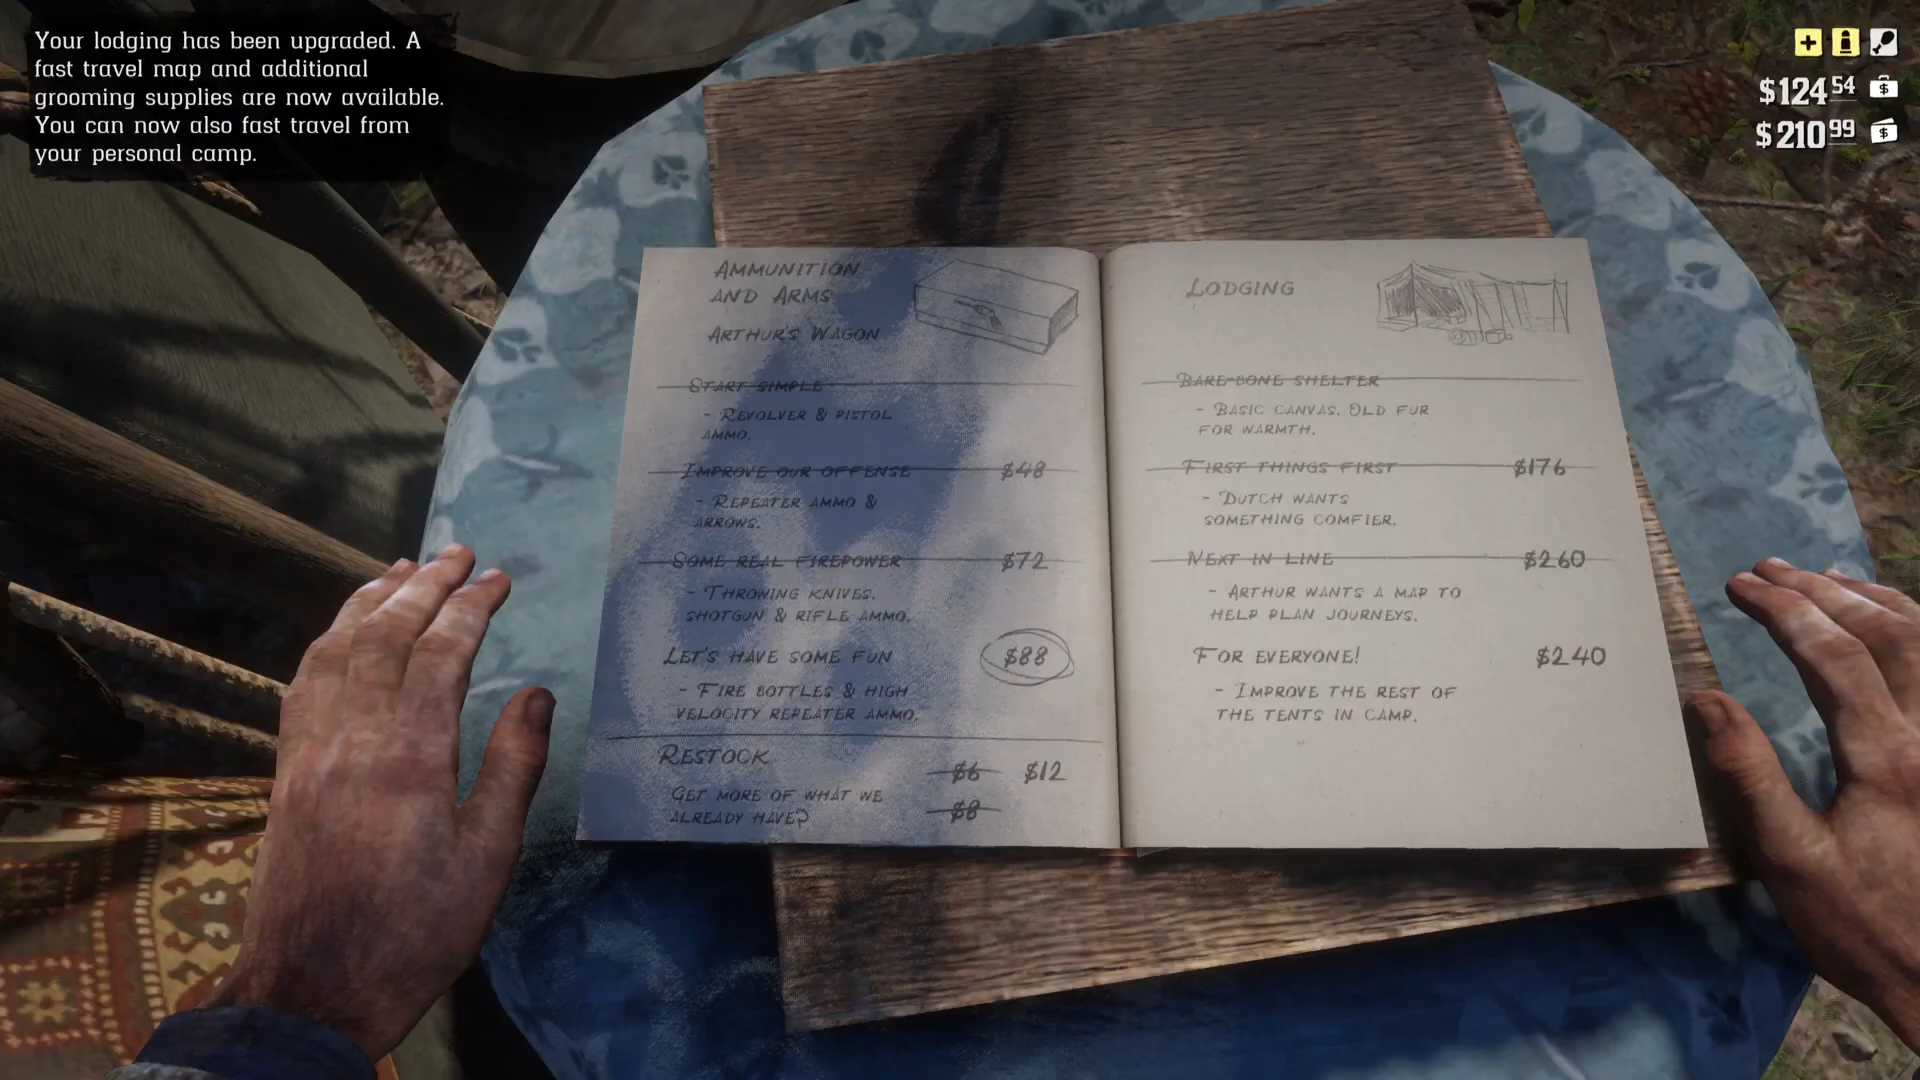 Your lodging has been upgraded. A
fast travel map and additional
grooming supplies are now available.
You can now also fast travel from
your personal camp.
$124 54
$
$210 99
$
AMMUNITION
AND ARMS
ARTHUR'S WAGON
START SIMPLE
- REVOLVER & PISTOL
AMMO.
IMPROVE OUR OFFENSE $48
- REPEATER AMMO &
ARROWS.
SOME REAL FIREPOWER $72
- THROWING KNIVES,
SHOTGUN & RIFLE AMMO.
LET'S HAVE SOME FUN $88
- FIRE BOTTLES & HIGH
VELOCITY REPEATER AMMO.
RESTOCK $6 $12
GET MORE OF WHAT WE
ALREADY HAVE? $8
LODGING
BARE-BONE SHELTER
- BASIC CANVAS. OLD FUR
FOR WARMTH.
FIRST THINGS FIRST $176
- DUTCH WANTS
SOMETHING COMFIER.
NEXT IN LINE $260
- ARTHUR WANTS A MAP TO
HELP PLAN JOURNEYS.
FOR EVERYONE! $240
- IMPROVE THE REST OF
THE TENTS IN CAMP.